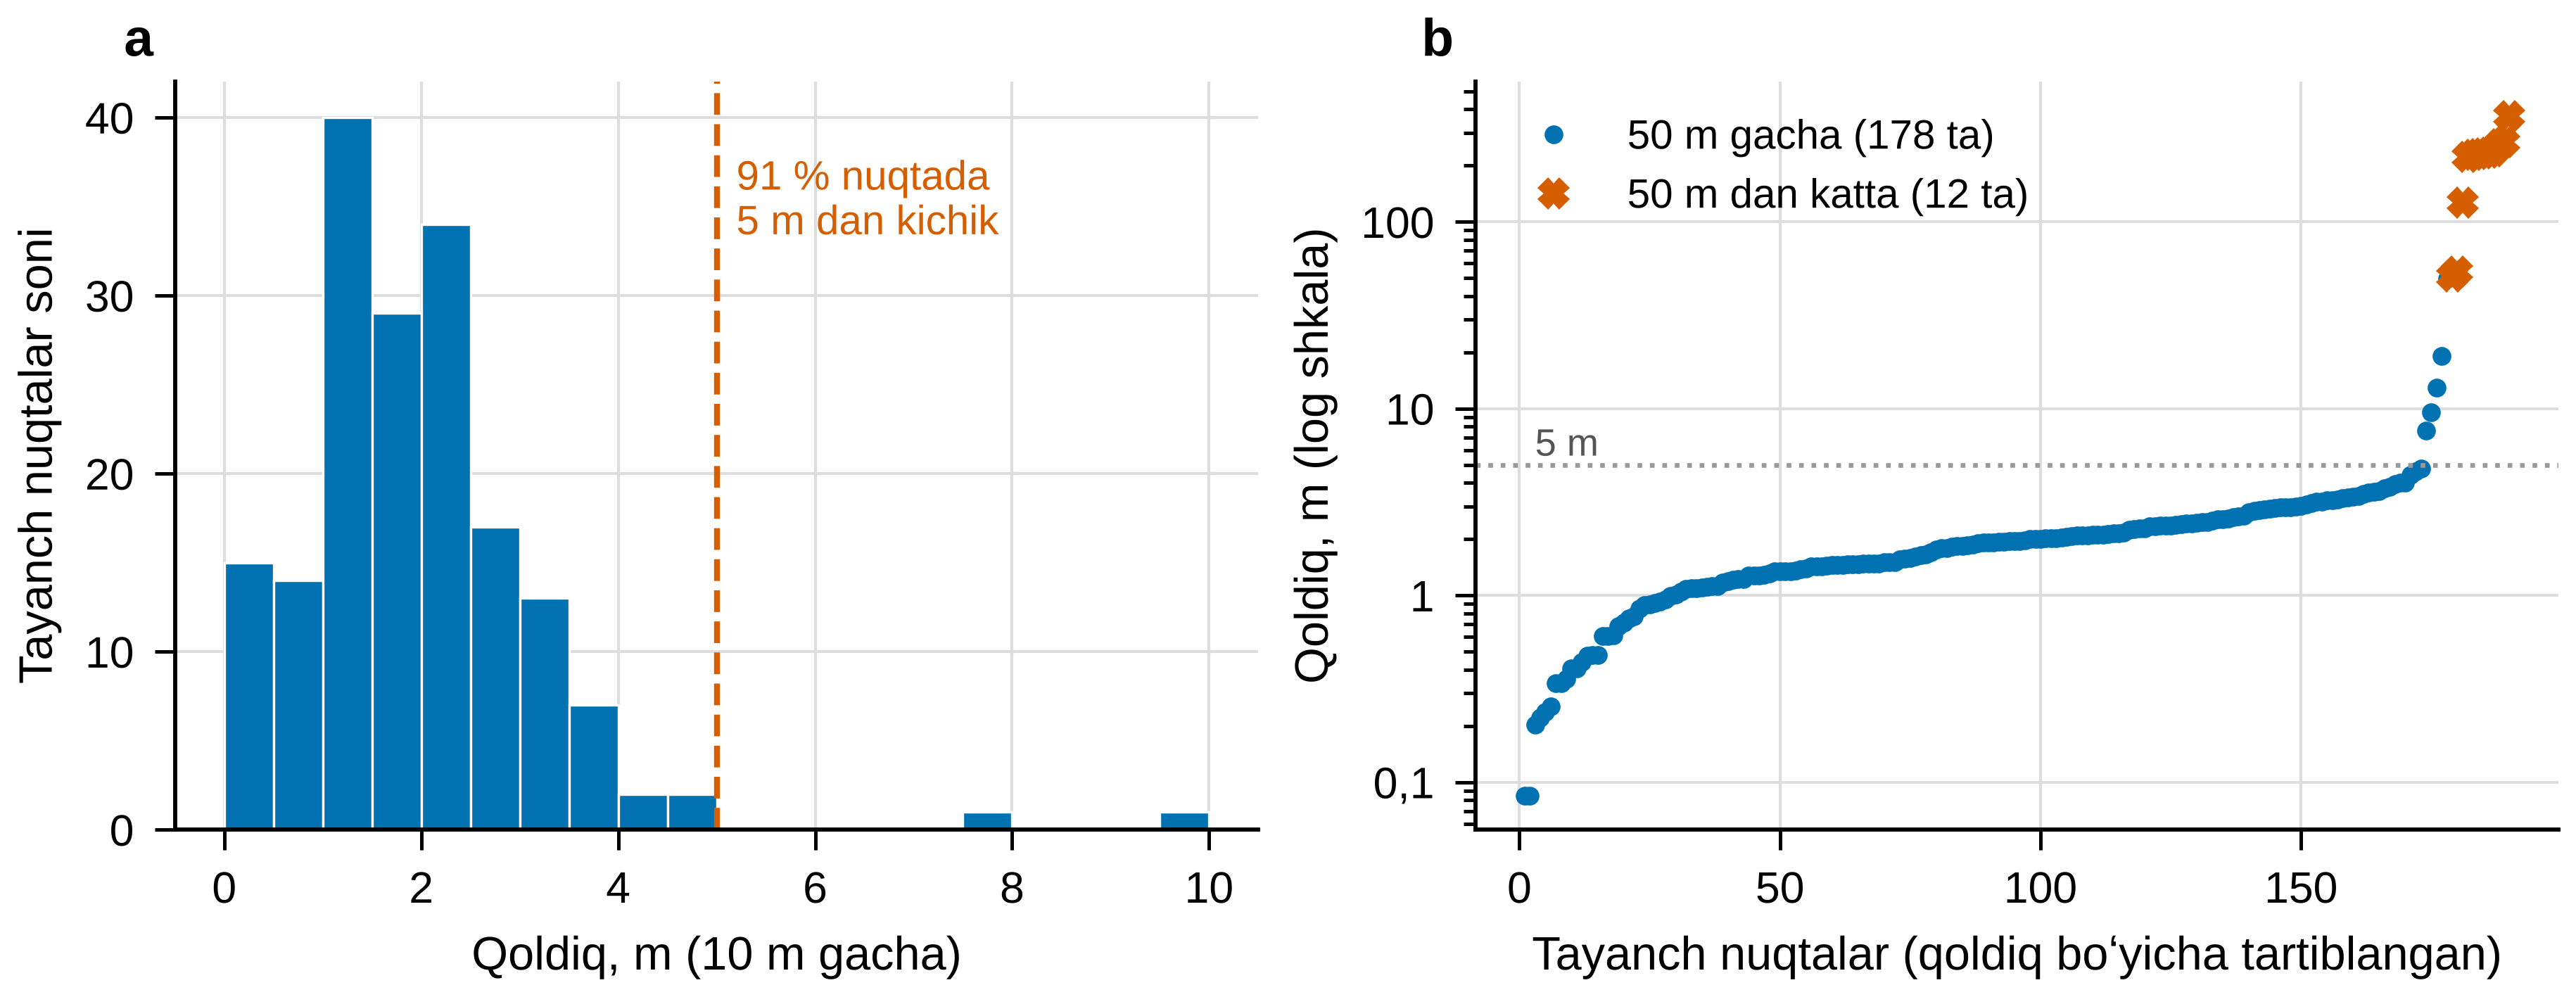 a
40
30
20
10
0
Tayanch nuqtalar soni
91 % nuqtada
5 m dan kichik
0 2 4 6 8 10
Qoldiq, m (10 m gacha)
b
50 m gacha (178 ta)
50 m dan katta (12 ta)
100
10
1
0,1
Qoldiq, m (log shkala)
5 m
0 50 100 150
Tayanch nuqtalar (qoldiq bo‘yicha tartiblangan)